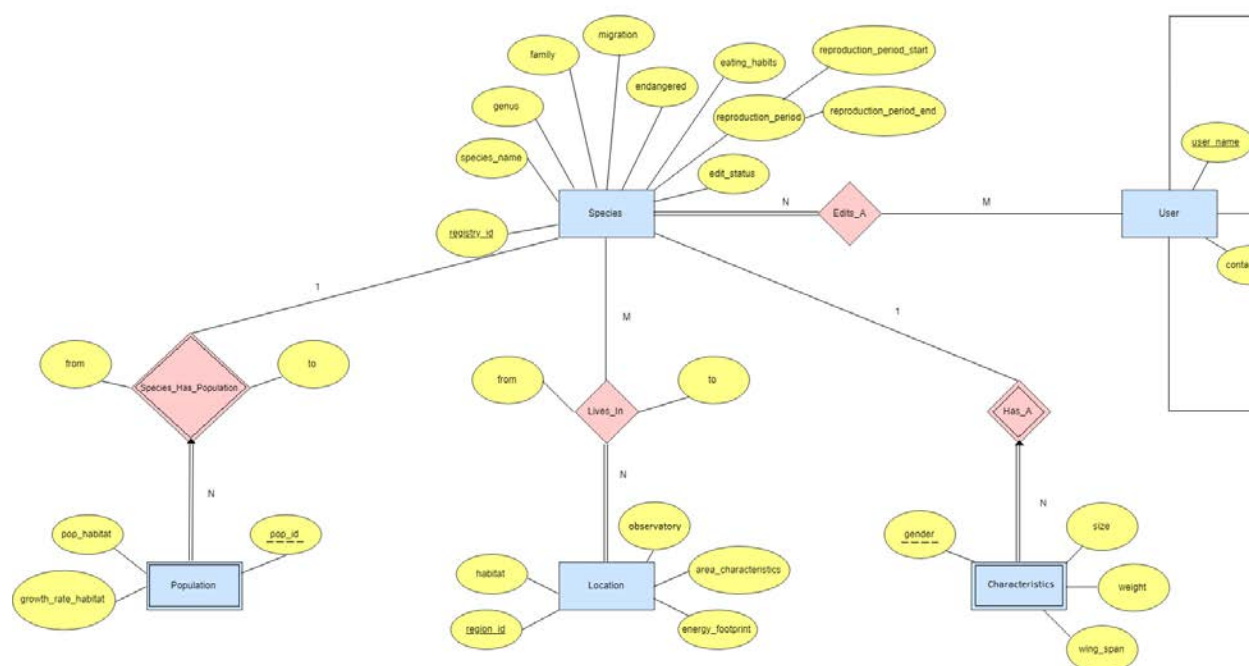 migration
reproduction_period_start
family
eating_habits
endangered
genus
reproduction_period
reproduction_period_end
user_name
species_name
edit_status
N
M
Species
Edits_A
User
registry_id
1
M
1
from
to
from
to
Species_Has_Population
Lives_In
Has_A
N
N
N
pop_habitat
pop_id
observatory
gender
size
habitat
area_characteristics
Population
Location
Characteristics
weight
growth_rate_habitat
region_id
energy_footprint
wing_span